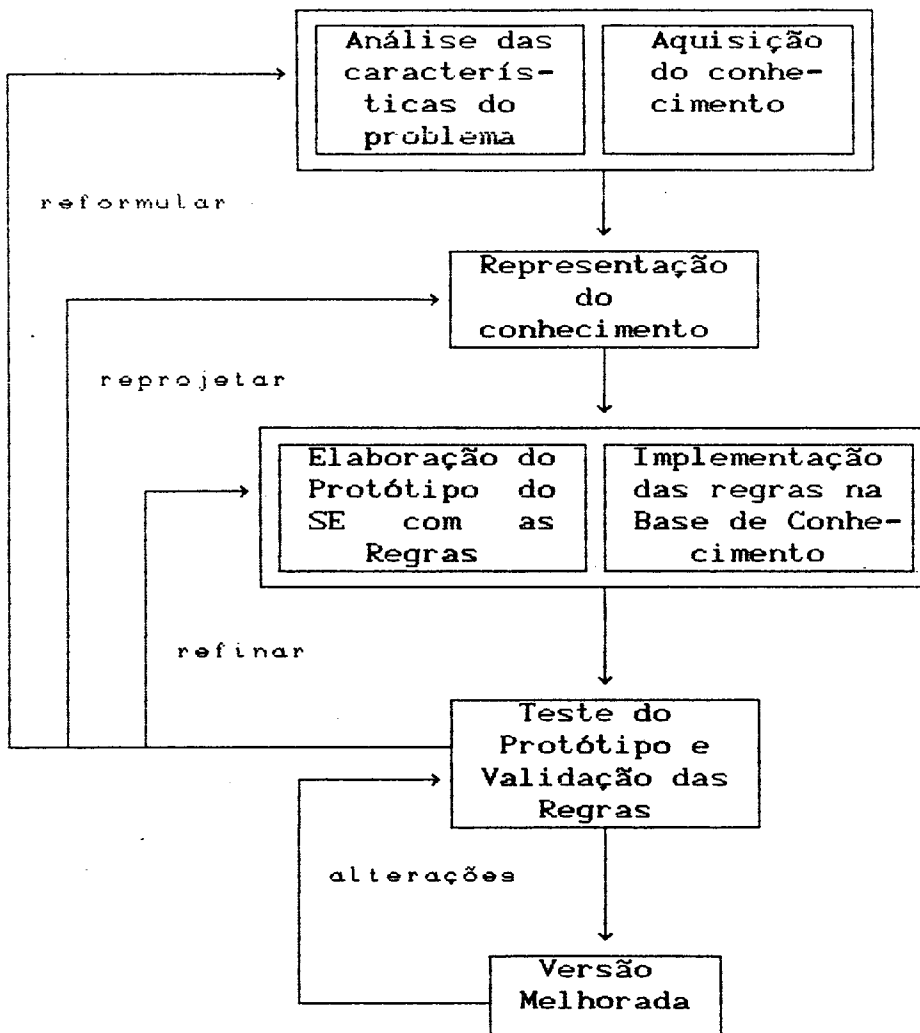 Análise das
caracterís-
ticas do
problema
Aquisição
do conhe-
cimento
reformular
Representação
do
conhecimento
reprojetar
Elaboração do
Protótipo do
SE com as
Regras
Implementação
das regras na
Base de Conhe-
cimento
refinar
Teste do
Protótipo e
Validação das
Regras
alterações
Versão
Melhorada